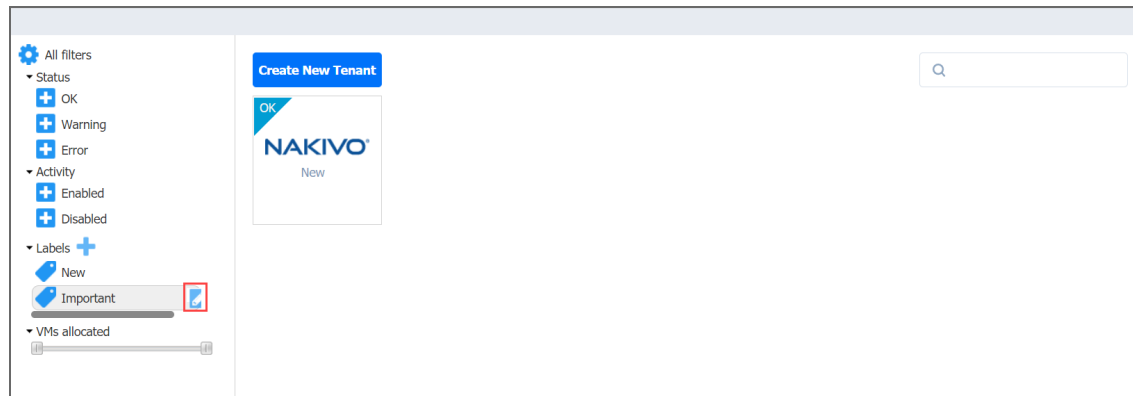 All filters
Status
OK
Warning
Error
Activity
Enabled
Disabled
Labels
New
Important
VMs allocated
Create New Tenant
OK
NAKIVO®
New